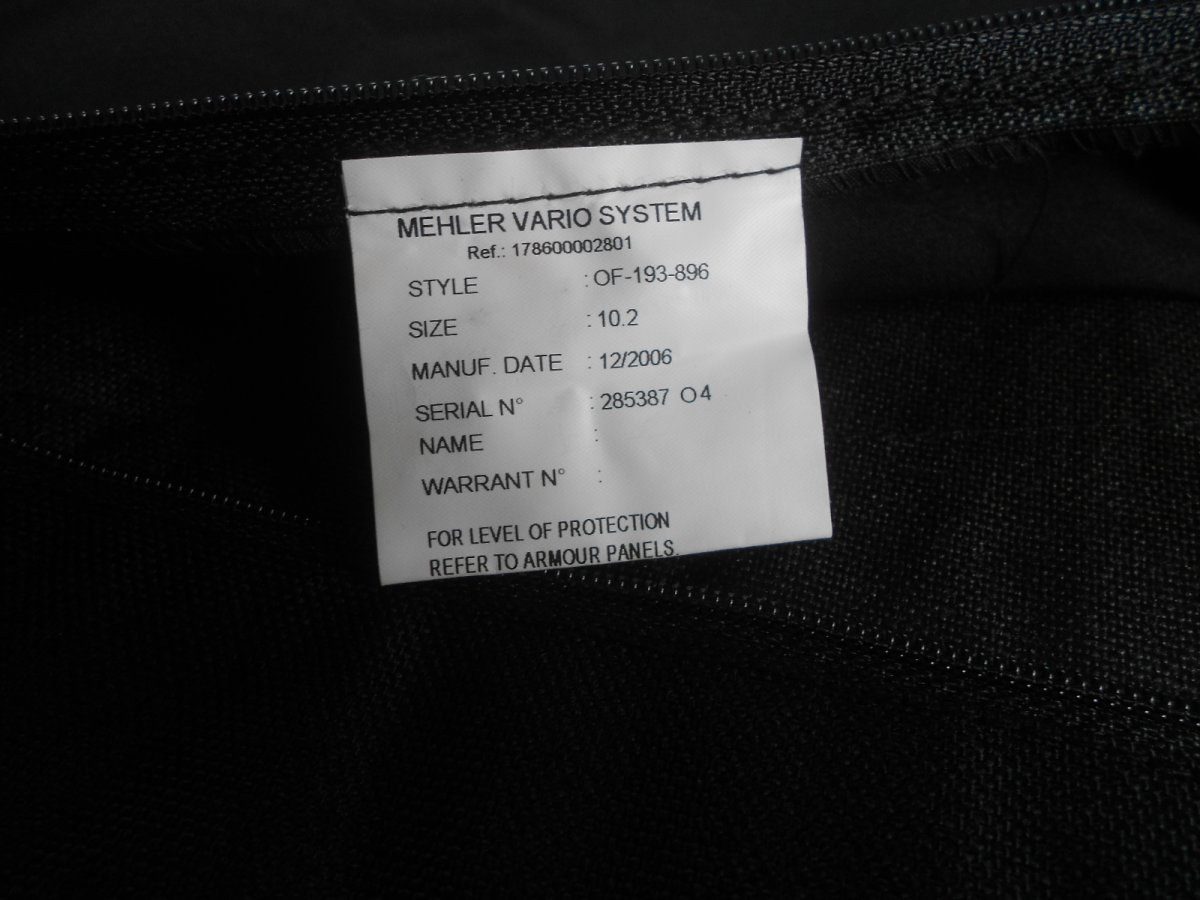 MEHLER VARIO SYSTEM
Ref.: 178600002801
STYLE : OF-193-896
SIZE : 10.2
MANUF. DATE : 12/2006
SERIAL N° : 285387 O4
NAME :
WARRANT N° :
FOR LEVEL OF PROTECTION
REFER TO ARMOUR PANELS.